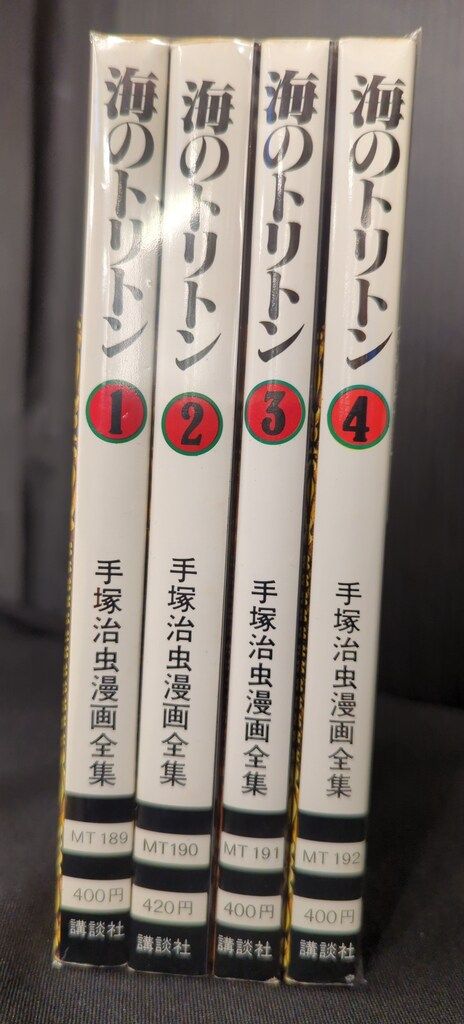 海のトリトン
1
手塚治虫漫画全集
MT 189
400円
講談社
海のトリトン
2
手塚治虫漫画全集
MT190
420円
講談社
海のトリトン
3
手塚治虫漫画全集
MT 191
400円
講談社
海のトリトン
4
手塚治虫漫画全集
MT 192
400円
講談社